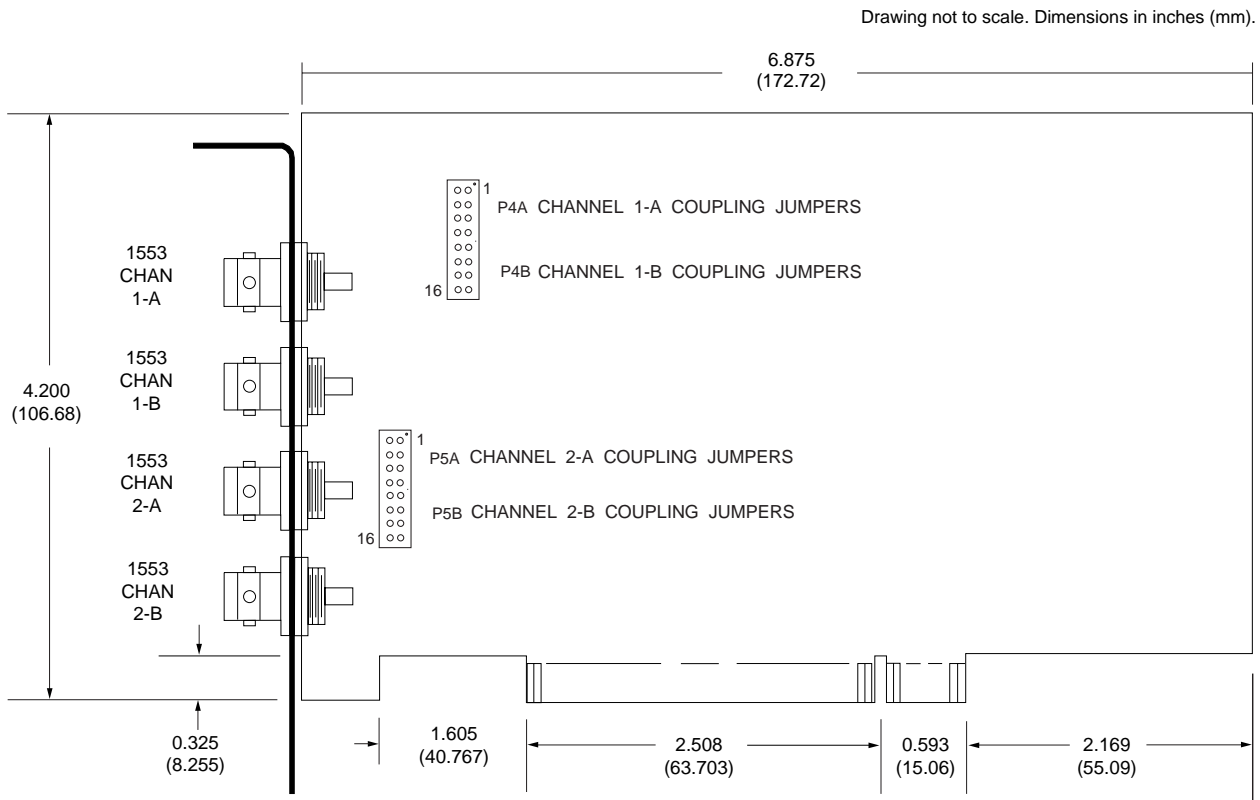 Drawing not to scale. Dimensions in inches (mm).
6.875
(172.72)
1
P4A CHANNEL 1-A COUPLING JUMPERS
P4B CHANNEL 1-B COUPLING JUMPERS
16
1553
CHAN
1-A
1553
CHAN
1-B
4.200
(106.68)
1
P5A CHANNEL 2-A COUPLING JUMPERS
1553
CHAN
2-A
P5B CHANNEL 2-B COUPLING JUMPERS
16
1553
CHAN
2-B
0.325
(8.255)
1.605
(40.767)
2.508
(63.703)
0.593
(15.06)
2.169
(55.09)